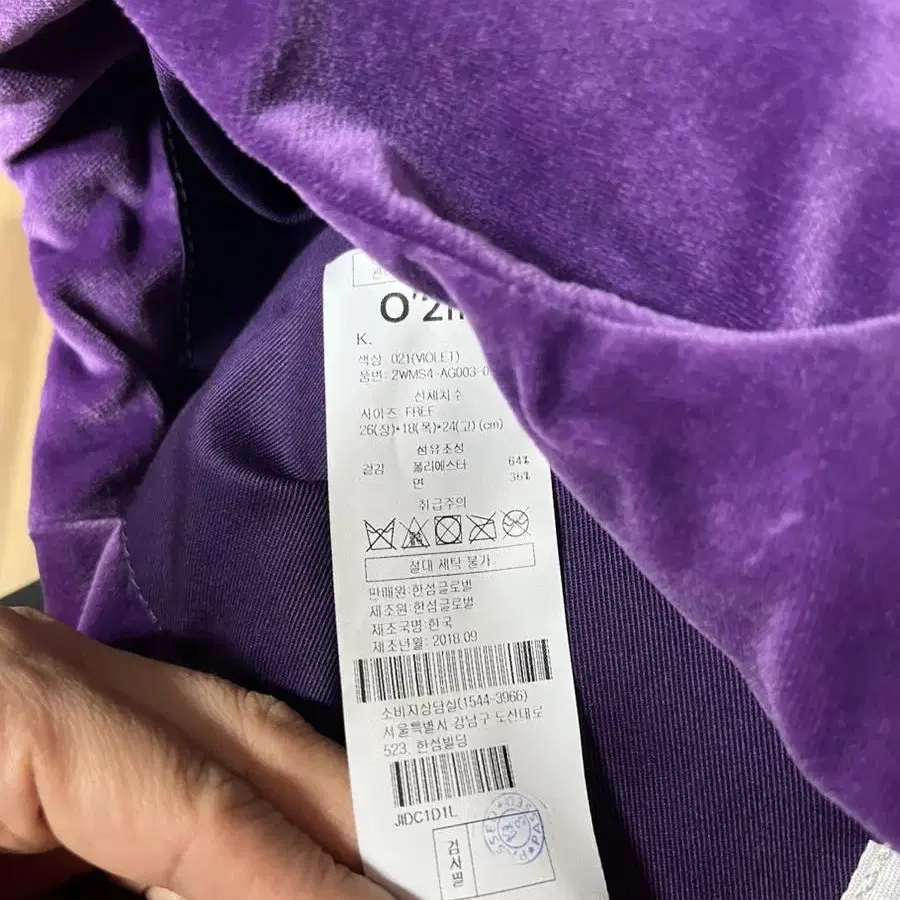 O'2n
K.
색상 021(VIOLET)
품번: 2WMS4-AG003-0
신체치수
사이즈 FREE
26(장)*18(폭)*24(고) (cm)
섬유조성
겉감 폴리에스터 64%
면 36%
취급주의
절대 세탁 불가
판매원:한섬글로벌
제조원:한섬글로벌
제조국명:한국
제조년월: 2018.09
소비자상담실(1544-3966)
서울특별시 강남구 도산대로
523, 한섬빌딩
JIDC1D1L
검사필
PASSED